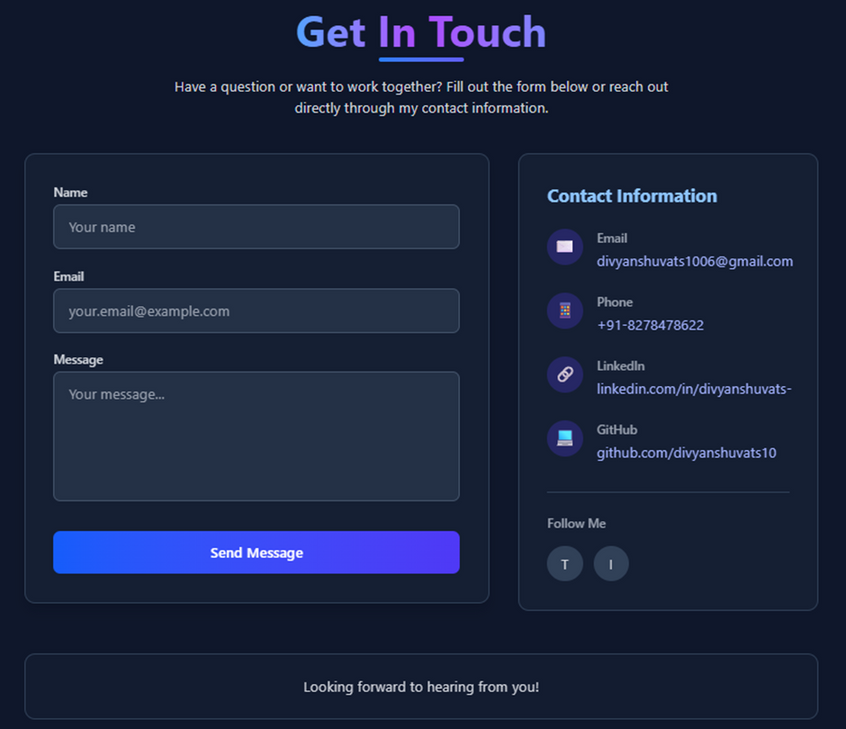 Get In Touch
Have a question or want to work together? Fill out the form below or reach out
directly through my contact information.
Name
Your name
Email
your.email@example.com
Message
Your message...
Send Message
Contact Information
Email
divyanshuvats1006@gmail.com
Phone
+91-8278478622
LinkedIn
linkedin.com/in/divyanshuvats-
GitHub
github.com/divyanshuvats10
Follow Me
T I
Looking forward to hearing from you!